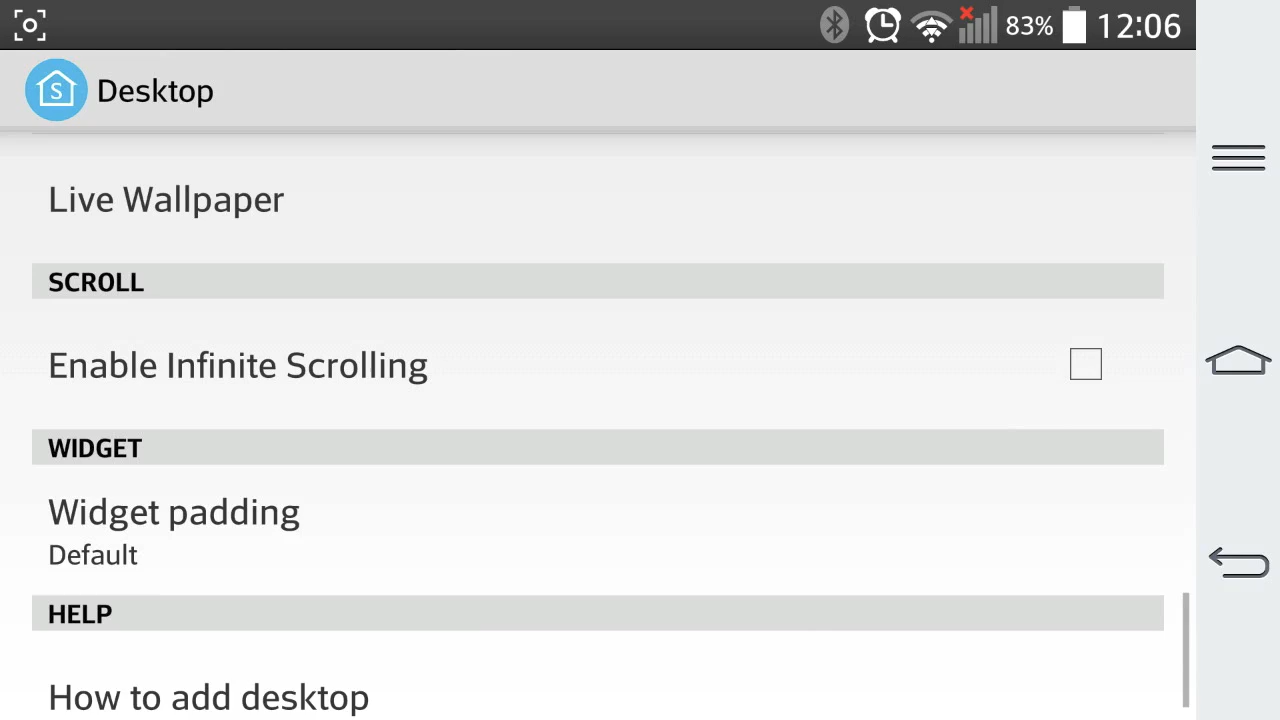 83% 12:06
S Desktop
Live Wallpaper
SCROLL
Enable Infinite Scrolling
WIDGET
Widget padding
Default
HELP
How to add desktop